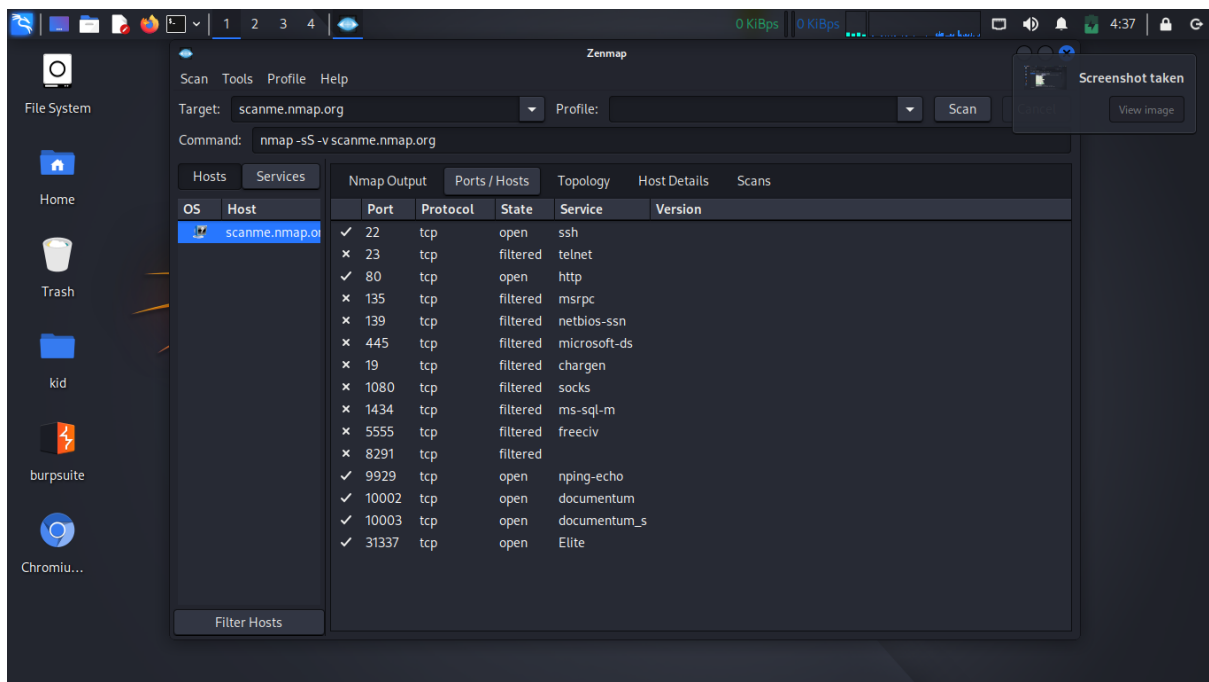 1 2 3 4 0 KiBps 0 KiBps 4:37
Zenmap
Scan Tools Profile Help
Screenshot taken
View image
Target: scanme.nmap.org Profile: Scan Cancel
Command: nmap -sS -v scanme.nmap.org
Hosts Services
Nmap Output Ports / Hosts Topology Host Details Scans
OS Host
Port Protocol State Service Version
scanme.nmap.or
22 tcp open ssh
23 tcp filtered telnet
80 tcp open http
135 tcp filtered msrpc
139 tcp filtered netbios-ssn
445 tcp filtered microsoft-ds
19 tcp filtered chargen
1080 tcp filtered socks
1434 tcp filtered ms-sql-m
5555 tcp filtered freeciv
8291 tcp filtered
9929 tcp open nping-echo
10002 tcp open documentum
10003 tcp open documentum_s
31337 tcp open Elite
Filter Hosts
File System
Home
Trash
kid
burpsuite
Chromiu...